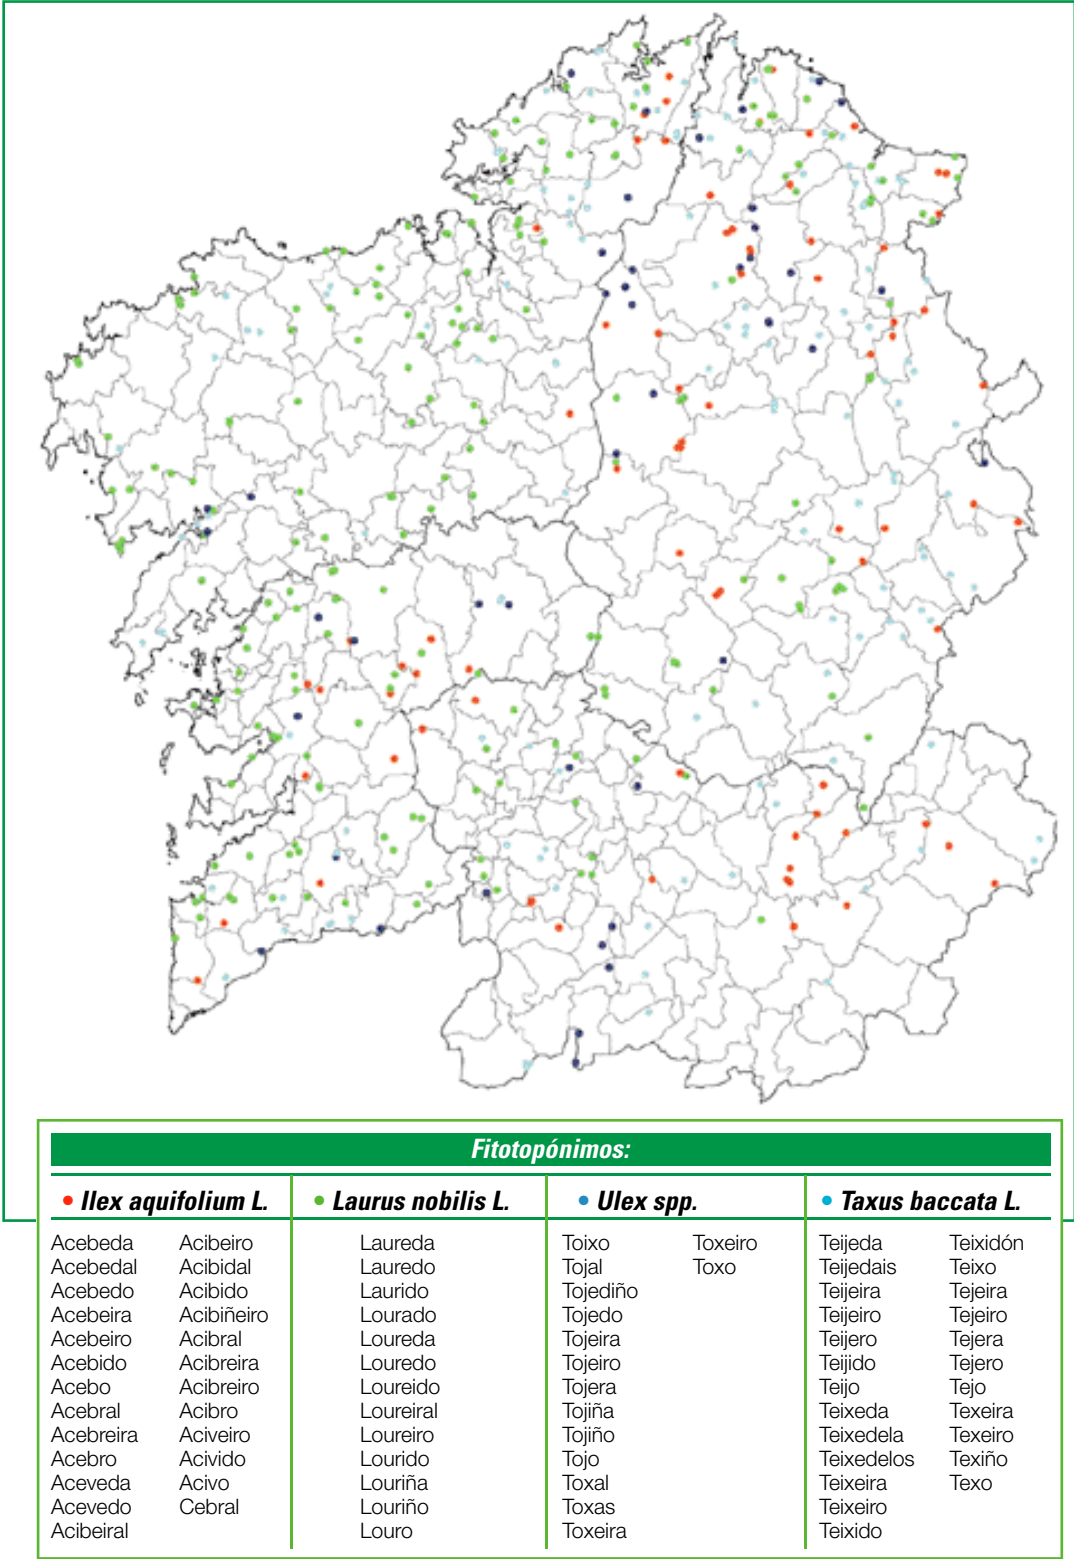 Fitotopónimos:
• Ilex aquifolium L.
Acebeda
Acebedal
Acebedo
Acebeira
Acebeiro
Acebido
Acebo
Acebral
Acebreira
Acebro
Aceveda
Acevedo
Acibeiral
Acibeiro
Acibidal
Acibido
Acibiñeiro
Acibral
Acibreira
Acibreiro
Acibro
Aciveiro
Acivido
Acivo
Cebral
• Laurus nobilis L.
Laureda
Lauredo
Laurido
Lourado
Loureda
Louredo
Loureido
Loureiral
Loureiro
Lourido
Louriña
Louriño
Louro
• Ulex spp.
Toixo
Tojal
Tojediño
Tojedo
Tojeira
Tojeiro
Tojera
Tojiña
Tojiño
Tojo
Toxal
Toxas
Toxeira
Toxeiro
Toxo
• Taxus baccata L.
Teijeda
Teijedais
Teijeira
Teijeiro
Teijero
Teijido
Teijo
Teixeda
Teixedela
Teixedelos
Teixeira
Teixeiro
Teixido
Teixidón
Teixo
Tejeira
Tejeiro
Tejera
Tejero
Tejo
Texeira
Texeiro
Texiño
Texo